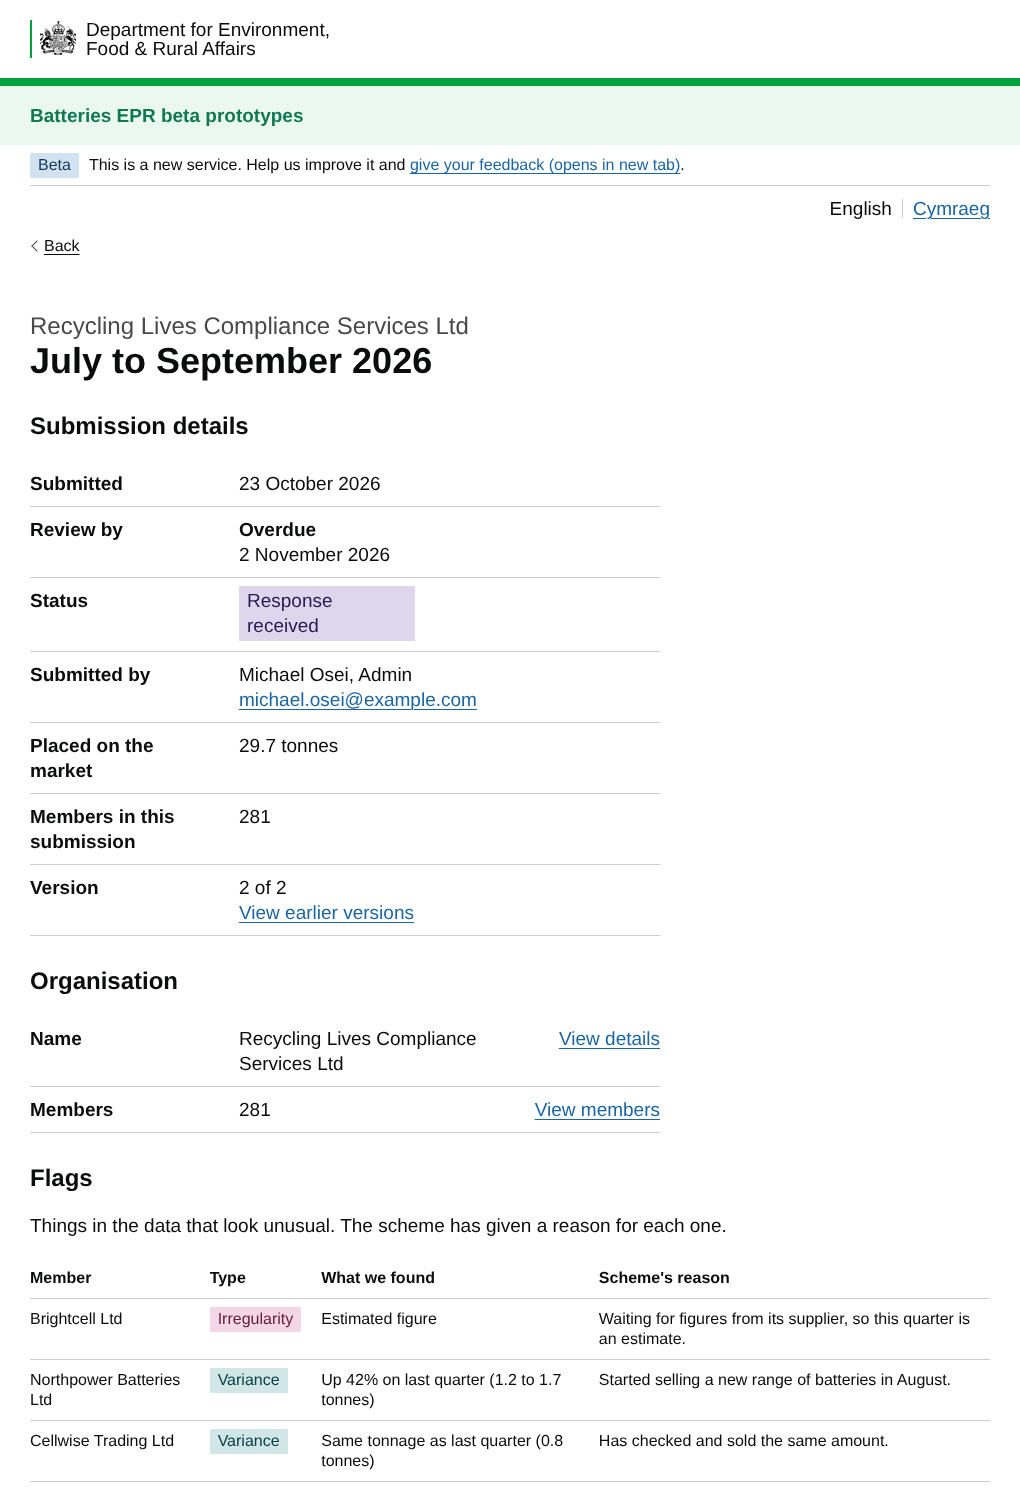 Department for Environment,
Food & Rural Affairs
Batteries EPR beta prototypes
Beta This is a new service. Help us improve it and give your feedback (opens in new tab).
English Cymraeg
Back
Recycling Lives Compliance Services Ltd
July to September 2026
Submission details
Submitted 23 October 2026
Review by Overdue
2 November 2026
Status Response
received
Submitted by Michael Osei, Admin
michael.osei@example.com
Placed on the 29.7 tonnes
market
Members in this 281
submission
Version 2 of 2
View earlier versions
Organisation
Name Recycling Lives Compliance View details
Services Ltd
Members 281 View members
Flags
Things in the data that look unusual. The scheme has given a reason for each one.
Member Type What we found Scheme's reason
Brightcell Ltd Irregularity Estimated figure Waiting for figures from its supplier, so this quarter is
an estimate.
Northpower Batteries Variance Up 42% on last quarter (1.2 to 1.7 Started selling a new range of batteries in August.
Ltd tonnes)
Cellwise Trading Ltd Variance Same tonnage as last quarter (0.8 Has checked and sold the same amount.
tonnes)